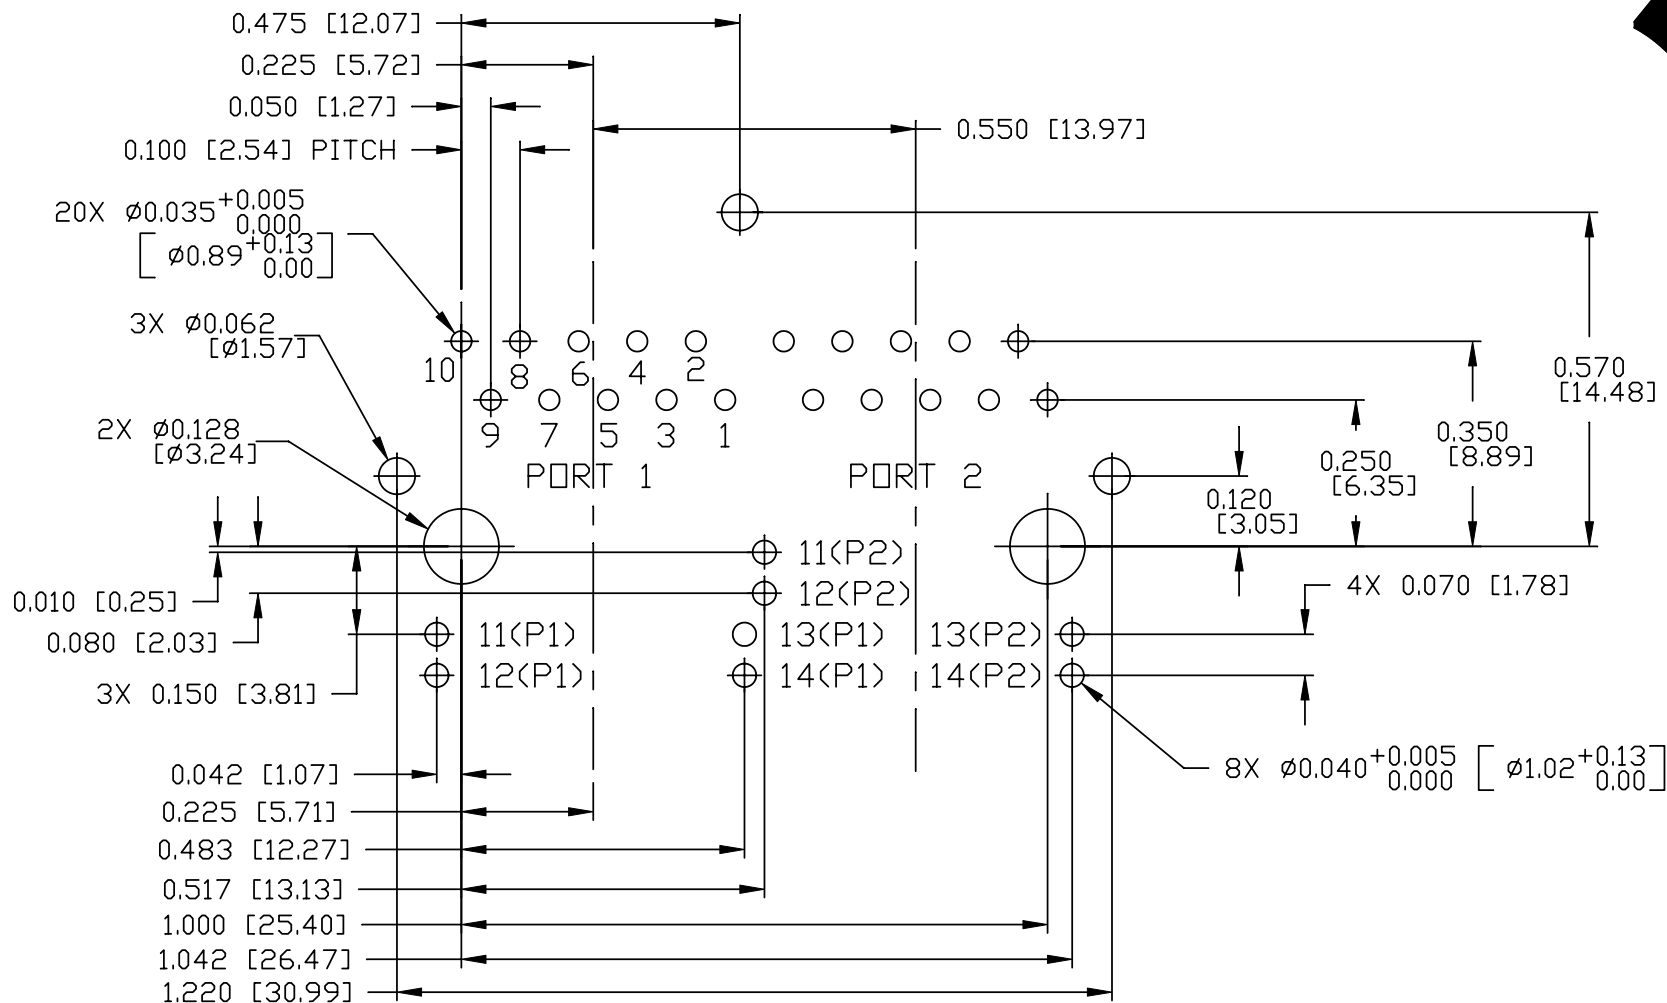 0.475 [12.07]
0.225 [5.72]
0.050 [1.27]
0.550 [13.97]
0.100 [2.54] PITCH
20X ø0.035 +0.005
0.000
[ø0.89 +0.13
0.00]
3X ø0.062
[ø1.57]
10 8 6 4 2
0.570
[14.48]
2X ø0.128
[ø3.24]
9 7 5 3 1
0.350
[8.89]
PORT 1 PORT 2
0.250
[6.35]
0.120
[3.05]
11(P2)
12(P2)
4X 0.070 [1.78]
0.010 [0.25]
0.080 [2.03]
11(P1) 13(P1) 13(P2)
12(P1) 14(P1) 14(P2)
3X 0.150 [3.81]
8X ø0.040 +0.005 [ø1.02 +0.13
0.000 0.00]
0.042 [1.07]
0.225 [5.71]
0.483 [12.27]
0.517 [13.13]
1.000 [25.40]
1.042 [26.47]
1.220 [30.99]